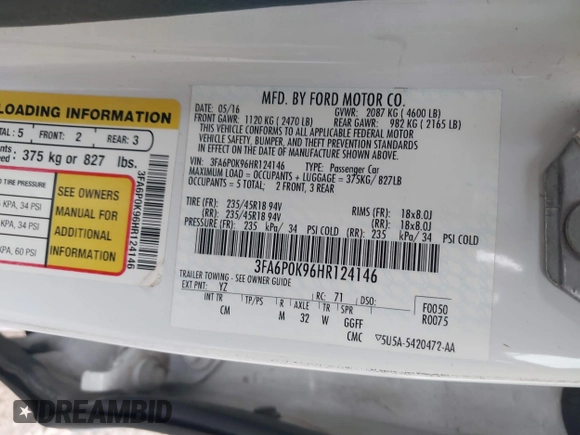 LOADING INFORMATION
TOTAL: 5 FRONT: 2 REAR: 3
375 kg or 827 lbs.
TIRE PRESSURE
KPA, 34 PSI
KPA, 34 PSI
KPA, 60 PSI
SEE OWNERS
MANUAL FOR
ADDITIONAL
INFORMATION
3FA6P0K96HR124146
MFD. BY FORD MOTOR CO.
DATE: 05/16 GVWR: 2087 KG ( 4600 LB)
FRONT GAWR: 1120 KG ( 2470 LB) REAR GAWR: 982 KG ( 2165 LB)
THIS VEHICLE CONFORMS TO ALL APPLICABLE FEDERAL MOTOR
VEHICLE SAFETY, BUMPER, AND THEFT PREVENTION STANDARDS
IN EFFECT ON THE DATE OF MANUFACTURE SHOWN ABOVE.
VIN: 3FA6P0K96HR124146 TYPE: Passenger Car
MAXIMUM LOAD = OCCUPANTS + LUGGAGE = 375KG/ 827LB
OCCUPANTS = 5 TOTAL: 2 FRONT, 3 REAR
TIRE (FR): 235/45R18 94V RIMS (FR): 18x8.0J
(RR): 235/45R18 94V (RR): 18x8.0J
PRESSURE (FR): 235 kPa/ 34 PSI COLD (RR): 235 kPa/ 34 PSI COLD
3FA6P0K96HR124146
TRAILER TOWING - SEE OWNER GUIDE
EXT PNT: YZ RC: 71 DSO: F0050
INT TR TP/PS R AXLE TR SPR R0075
CM M 32 W GGFF
CMC ▽5U5A-5420472-AA
DREAMBID